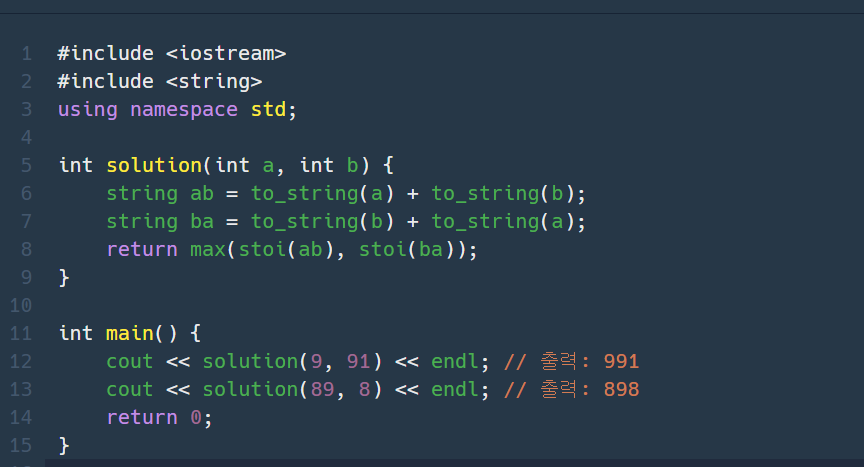 1 #include <iostream>
2 #include <string>
3 using namespace std;
4
5 int solution(int a, int b) {
6     string ab = to_string(a) + to_string(b);
7     string ba = to_string(b) + to_string(a);
8     return max(stoi(ab), stoi(ba));
9 }
10
11 int main() {
12     cout << solution(9, 91) << endl; // 출력: 991
13     cout << solution(89, 8) << endl; // 출력: 898
14     return 0;
15 }